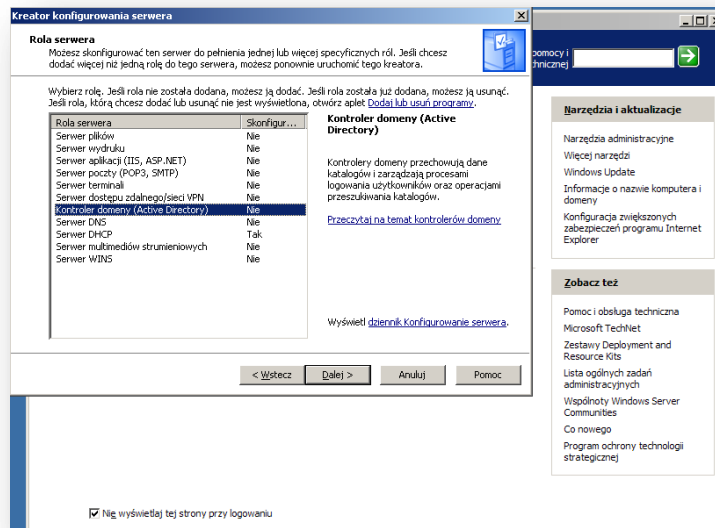 Kreator konfigurowania serwera
Rola serwera
Możesz skonfigurować ten serwer do pełnienia jednej lub więcej specyficznych ról. Jeśli chcesz
dodać więcej niż jedną rolę do tego serwera, możesz ponownie uruchomić tego kreatora.
Wybierz rolę. Jeśli rola nie została dodana, możesz ją dodać. Jeśli rola została już dodana, możesz ją usunąć.
Jeśli rola, którą chcesz dodać lub usunąć nie jest wyświetlona, otwórz aplet Dodaj lub usuń programy.
Rola serwera Skonfigur...
Serwer plików Nie
Serwer wydruku Nie
Serwer aplikacji (IIS, ASP.NET) Nie
Serwer poczty (POP3, SMTP) Nie
Serwer terminali Nie
Serwer dostępu zdalnego/sieci VPN Nie
Kontroler domeny (Active Directory) Nie
Serwer DNS Nie
Serwer DHCP Tak
Serwer multimediów strumieniowych Nie
Serwer WINS Nie
Kontroler domeny (Active
Directory)
Kontrolery domeny przechowują dane
katalogów i zarządzają procesami
logowania użytkowników oraz operacjami
przeszukiwania katalogów.
Przeczytaj na temat kontrolerów domeny
Wyświetl dziennik Konfigurowanie serwera.
< Wstecz
Dalej >
Anuluj
Pomoc
pomocy i
hnicznej
Narzędzia i aktualizacje
Narzędzia administracyjne
Więcej narzędzi
Windows Update
Informacje o nazwie komputera i
domeny
Konfiguracja zwiększonych
zabezpieczeń programu Internet
Explorer
Zobacz też
Pomoc i obsługa techniczna
Microsoft TechNet
Zestawy Deployment and
Resource Kits
Lista ogólnych zadań
administracyjnych
Wspólnoty Windows Server
Communities
Co nowego
Program ochrony technologii
strategicznej
Nie wyświetlaj tej strony przy logowaniu